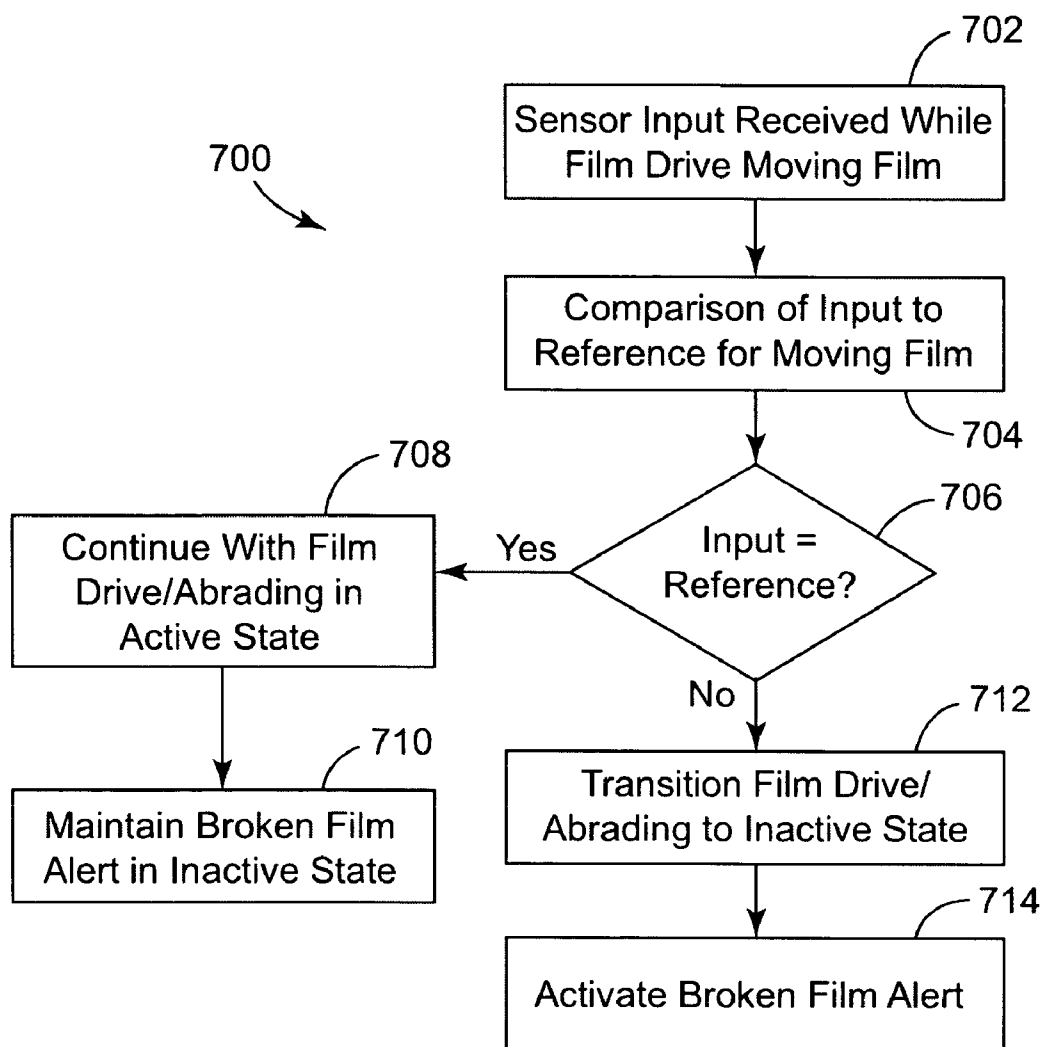 702
Sensor Input Received While
Film Drive Moving Film
700
Comparison of Input to
Reference for Moving Film
704
708
706
Continue With Film
Drive/Abrading in
Active State
Yes
Input =
Reference?
No
712
710
Transition Film Drive/
Abrading to Inactive State
Maintain Broken Film
Alert in Inactive State
714
Activate Broken Film Alert